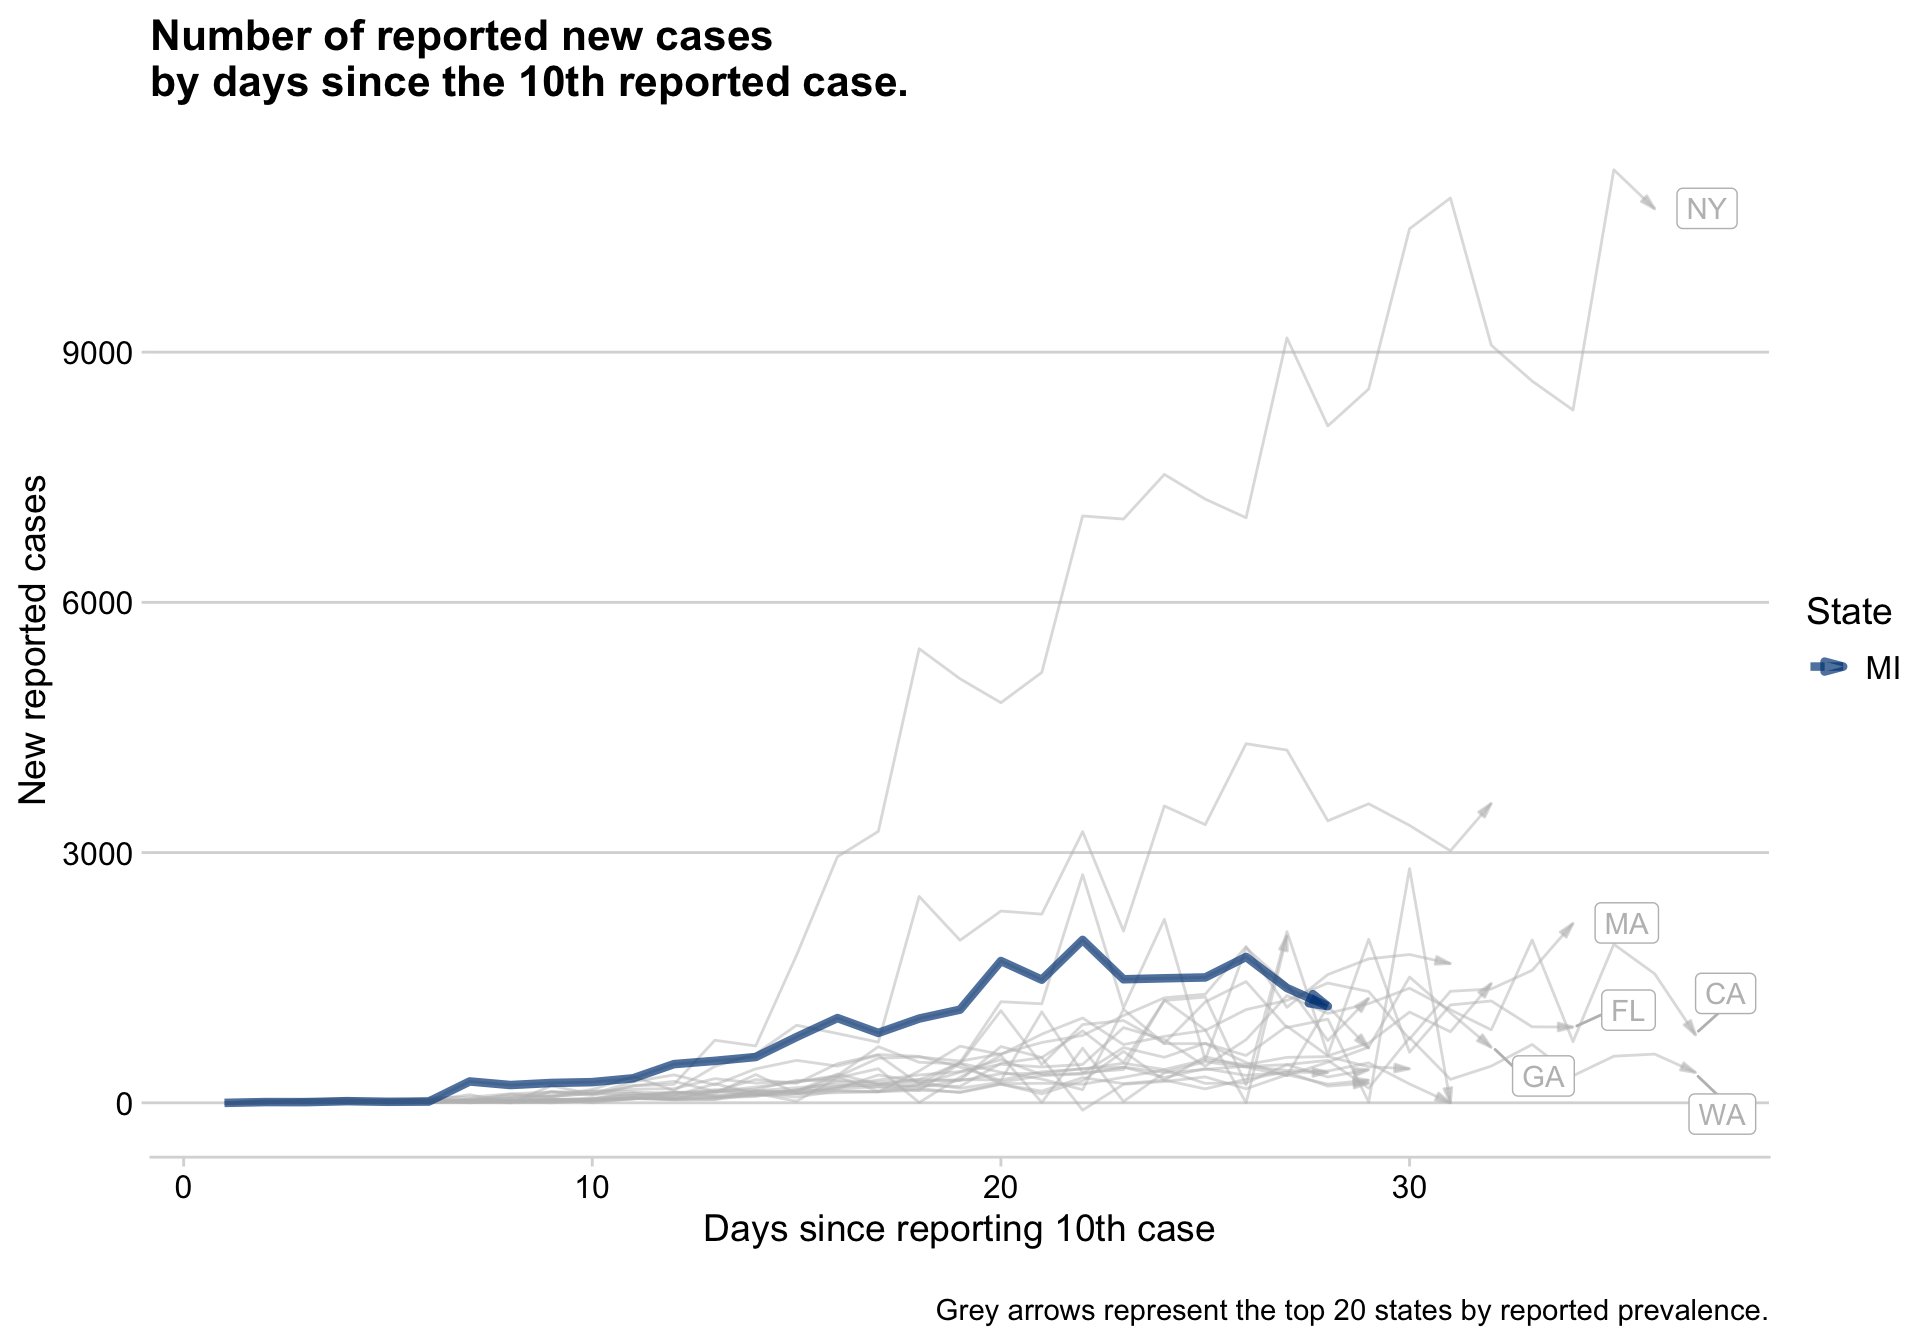 Number of reported new cases
by days since the 10th reported case.
NY
9000
New reported cases
6000
State
MI
3000
MA
CA
FL
GA
WA
0
0 10 20 30
Days since reporting 10th case
Grey arrows represent the top 20 states by reported prevalence.